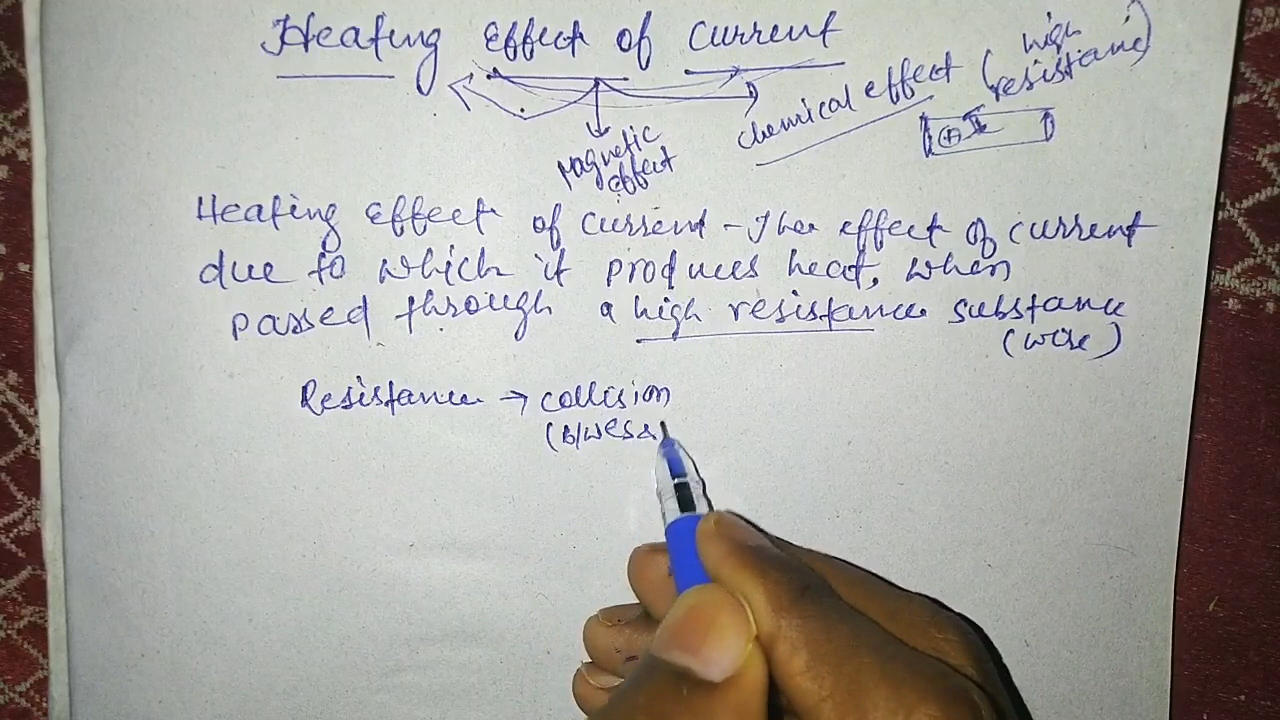 Heating effect of current
Magnetic
effect
chemical effect (high
resistance)
Heating effect of current - The effect of current
due to which it produces heat, when
passed through a high resistance substance
(wire)
Resistance → collision
(B/W es &